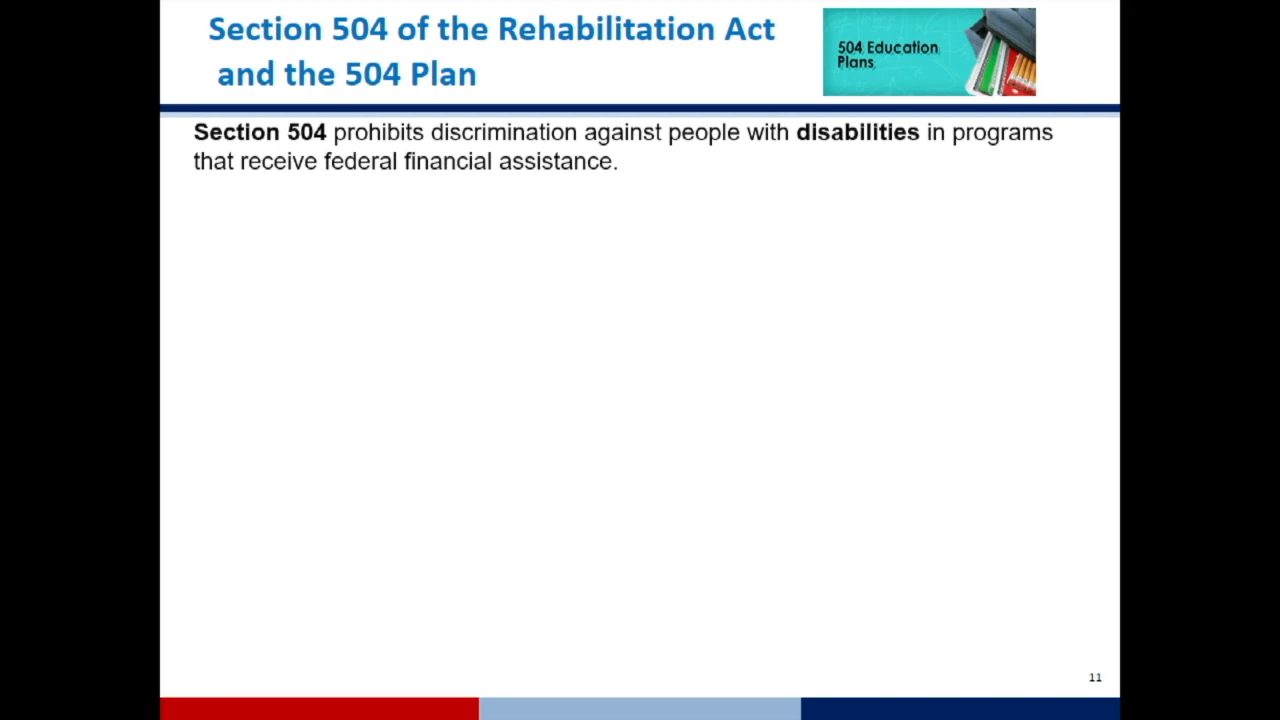 Section 504 of the Rehabilitation Act
and the 504 Plan
504 Education
Plans
Section 504 prohibits discrimination against people with disabilities in programs
that receive federal financial assistance.
11